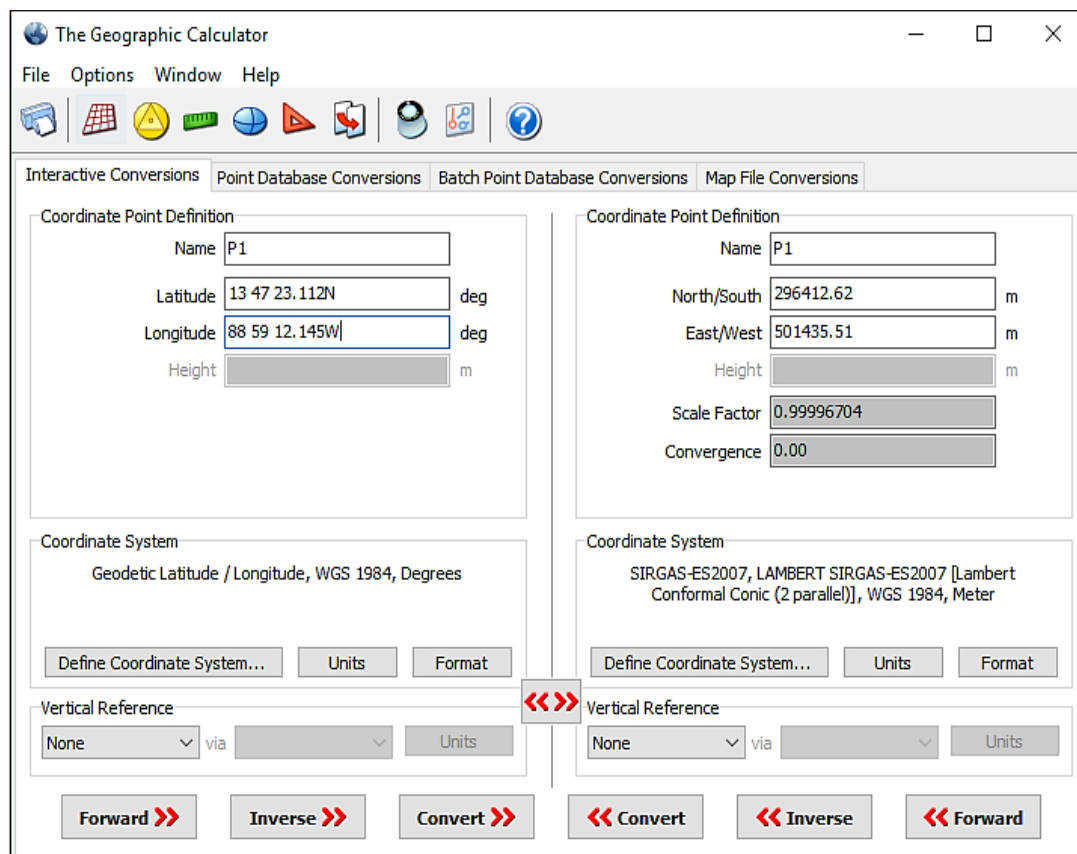 The Geographic Calculator
File Options Window Help
Interactive Conversions Point Database Conversions Batch Point Database Conversions Map File Conversions
Coordinate Point Definition
Name P1
Latitude 13 47 23.112N deg
Longitude 88 59 12.145W deg
Height m
Coordinate System
Geodetic Latitude / Longitude, WGS 1984, Degrees
Define Coordinate System... Units Format
Vertical Reference
None via Units
Coordinate Point Definition
Name P1
North/South 296412.62 m
East/West 501435.51 m
Height m
Scale Factor 0.99996704
Convergence 0.00
Coordinate System
SIRGAS-ES2007, LAMBERT SIRGAS-ES2007 [Lambert
Conformal Conic (2 parallel)], WGS 1984, Meter
Define Coordinate System... Units Format
Vertical Reference
None via Units
Forward Inverse Convert Convert Inverse Forward